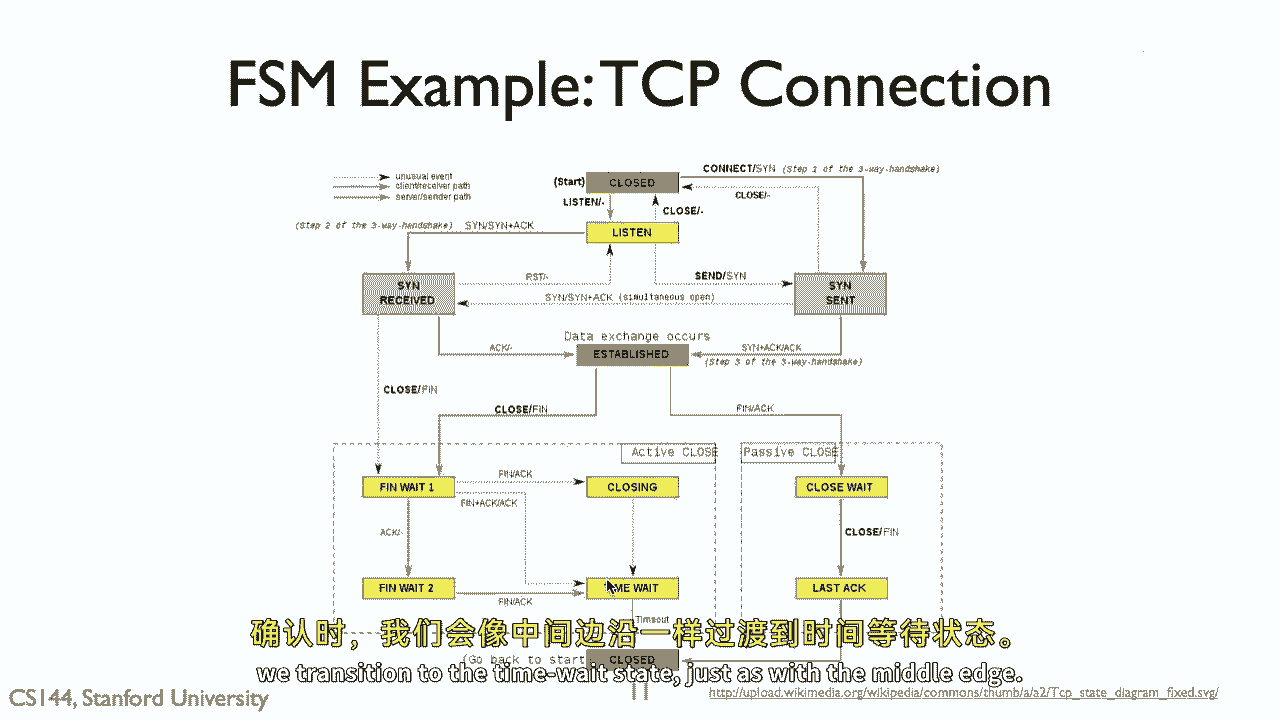 FSM Example: TCP Connection
unusual event
client/receiver path
server/sender path
(Start)
CLOSED
CONNECT/SYN (Step 1 of the 3-way-handshake)
CLOSE/-
LISTEN/-
CLOSE/-
(Step 2 of the 3-way-handshake) SYN/SYN+ACK
LISTEN
RST/-
SEND/SYN
SYN
RECEIVED
SYN
SENT
SYN/SYN+ACK (simultaneous open)
Data exchange occurs
ACK/-
ESTABLISHED
SYN+ACK/ACK
(Step 3 of the 3-way-handshake)
CLOSE/FIN
CLOSE/FIN
FIN/ACK
Active CLOSE
Passive CLOSE
FIN WAIT 1
FIN/ACK
CLOSING
CLOSE WAIT
FIN+ACK/ACK
ACK/-
CLOSE/FIN
FIN WAIT 2
FIN/ACK
WAIT
LAST ACK
Timeout
确认时，我们会像中间边沿一样过渡到时间等待状态。
(Go back to start
CLOSED
we transition to the time-wait state, just as with the middle edge.
CS144, Stanford University
http://upload.wikimedia.org/wikipedia/commons/thumb/a/a2/Tcp_state_diagram_fixed.svg/